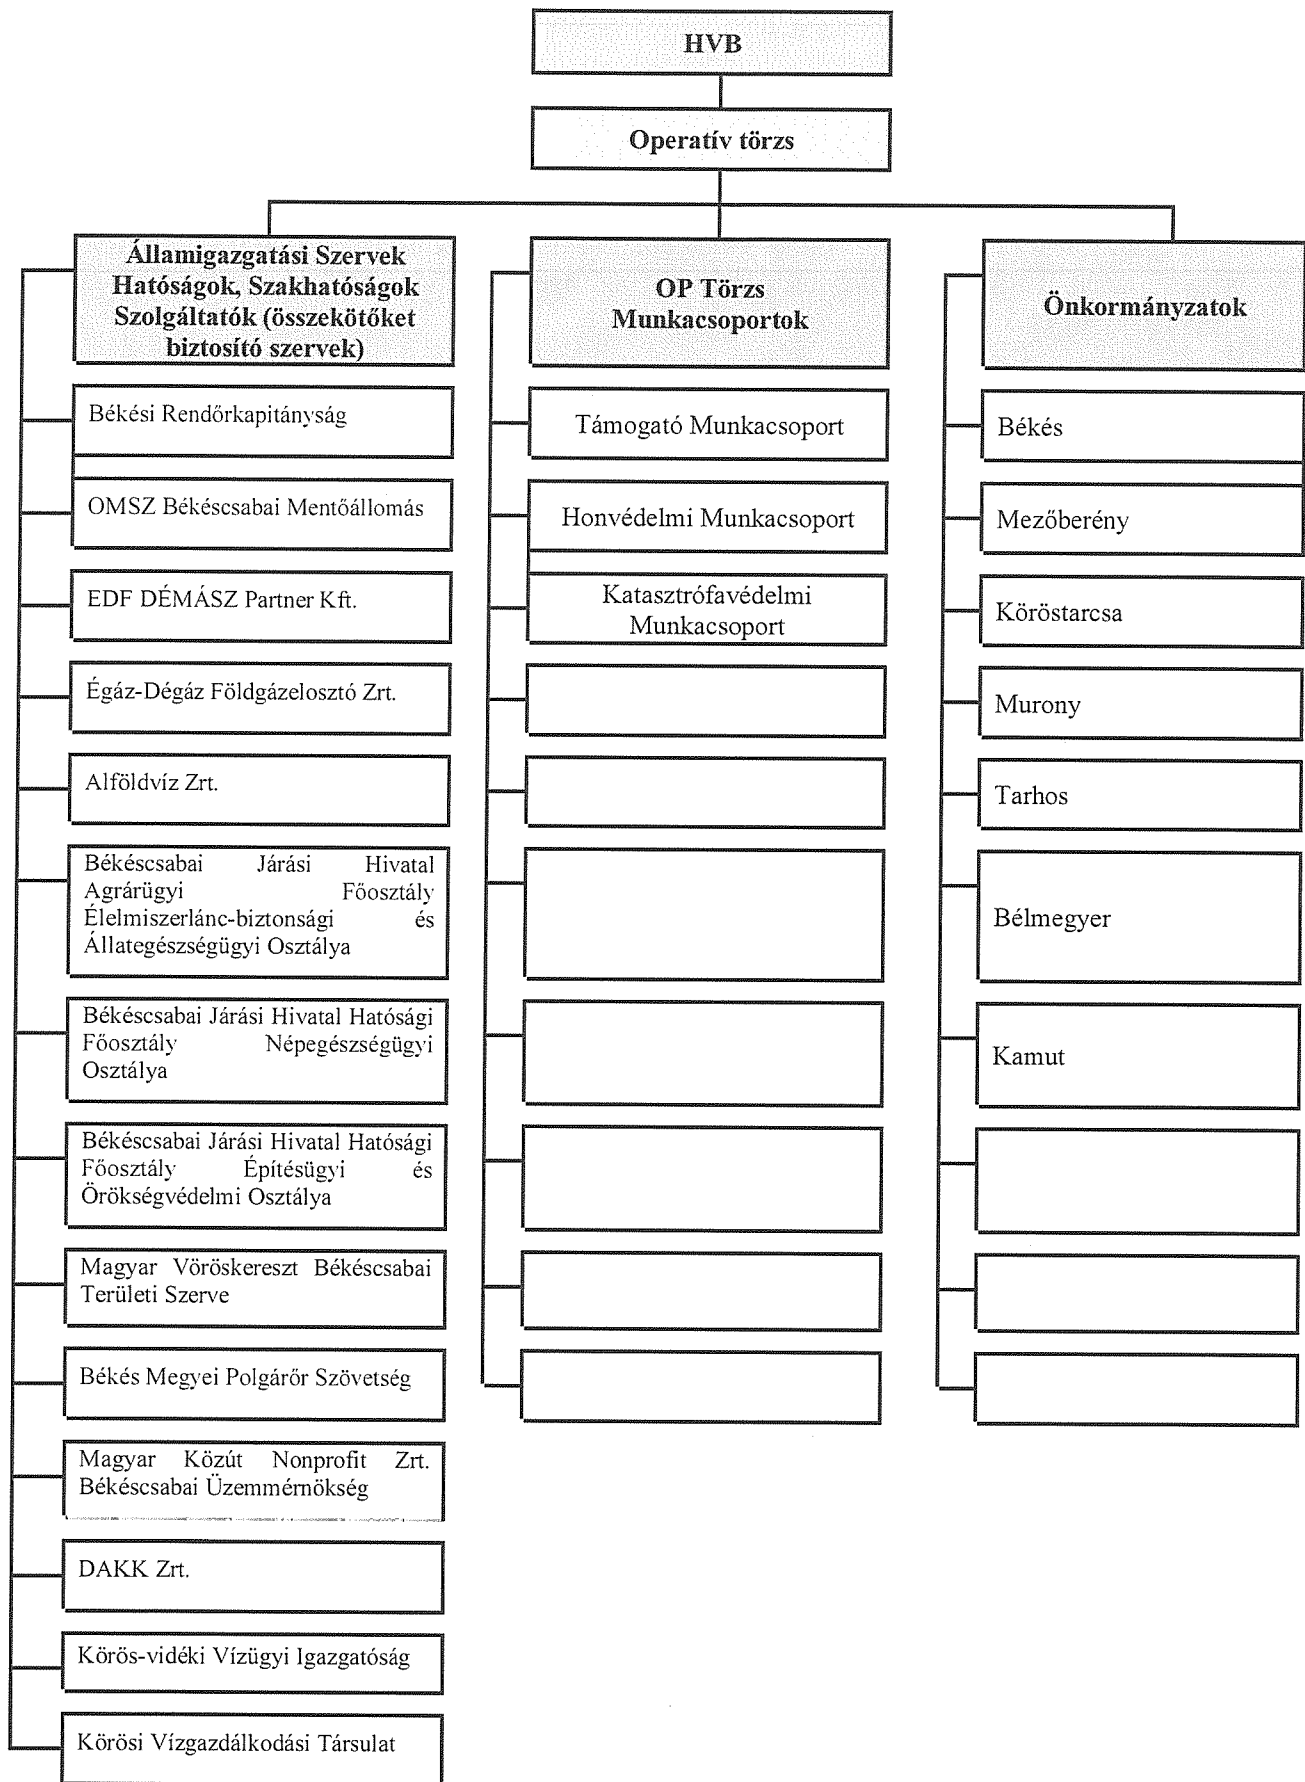 HVB
Operatív törzs
Államigazgatási Szervek
Hatóságok, Szakhatóságok
Szolgáltatók (összekötőket
biztosító szervek)
Békési Rendőrkapitányság
OMSZ Békéscsabai Mentőállomás
EDF DÉMÁSZ Partner Kft.
Égáz-Dégáz Földgázelosztó Zrt.
Alföldvíz Zrt.
Békéscsabai Járási Hivatal
Agrárügyi Főosztály
Élelmiszerlánc-biztonsági és
Állategészségügyi Osztálya
Békéscsabai Járási Hivatal Hatósági
Főosztály Népegészségügyi
Osztálya
Békéscsabai Járási Hivatal Hatósági
Főosztály Építésügyi és
Örökségvédelmi Osztálya
Magyar Vöröskereszt Békéscsabai
Területi Szerve
Békés Megyei Polgárőr Szövetség
Magyar Közút Nonprofit Zrt.
Békéscsabai Üzemmérnökség
DAKK Zrt.
Körös-vidéki Vízügyi Igazgatóság
Körösi Vízgazdálkodási Társulat
OP Törzs
Munkacsoportok
Támogató Munkacsoport
Honvédelmi Munkacsoport
Katasztrófavédelmi
Munkacsoport
Önkormányzatok
Békés
Mezőberény
Köröstarcsa
Murony
Tarhos
Bélmegyer
Kamut